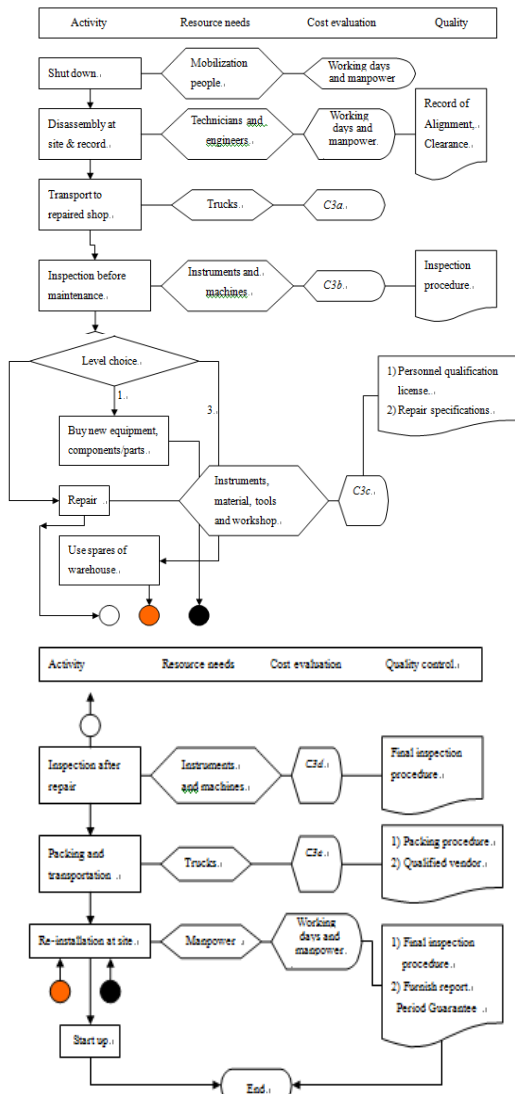 Activity Resource needs Cost evaluation Quality
Shut down.
Mobilization
people.
Working days
and manpower
Disassembly at
site & record.
Technicians and
engineers.
Working
days and
manpower.
Record of
Alignment,
Clearance.
Transport to
repaired shop.
Trucks.
C3a.
Inspection before
maintenance.
Instruments and
machines.
C3b.
Inspection
procedure.
Level choice.
1.
3.
Buy new equipment,
components/parts.
1) Personnel qualification
license.
2) Repair specifications.
Repair.
Instruments,
material, tools
and workshop.
C3c.
Use spares of
warehouse.
Activity Resource needs Cost evaluation Quality control.
Inspection after
repair
Instruments.
and machines.
C3d.
Final inspection
procedure.
Packing and
transportation.
Trucks.
C3e.
1) Packing procedure.
2) Qualified vendor.
Re-installation at site.
Manpower
Working
days and
manpower.
1) Final inspection
procedure.
2) Furnish report.
Period Guarantee
Start up.
End.